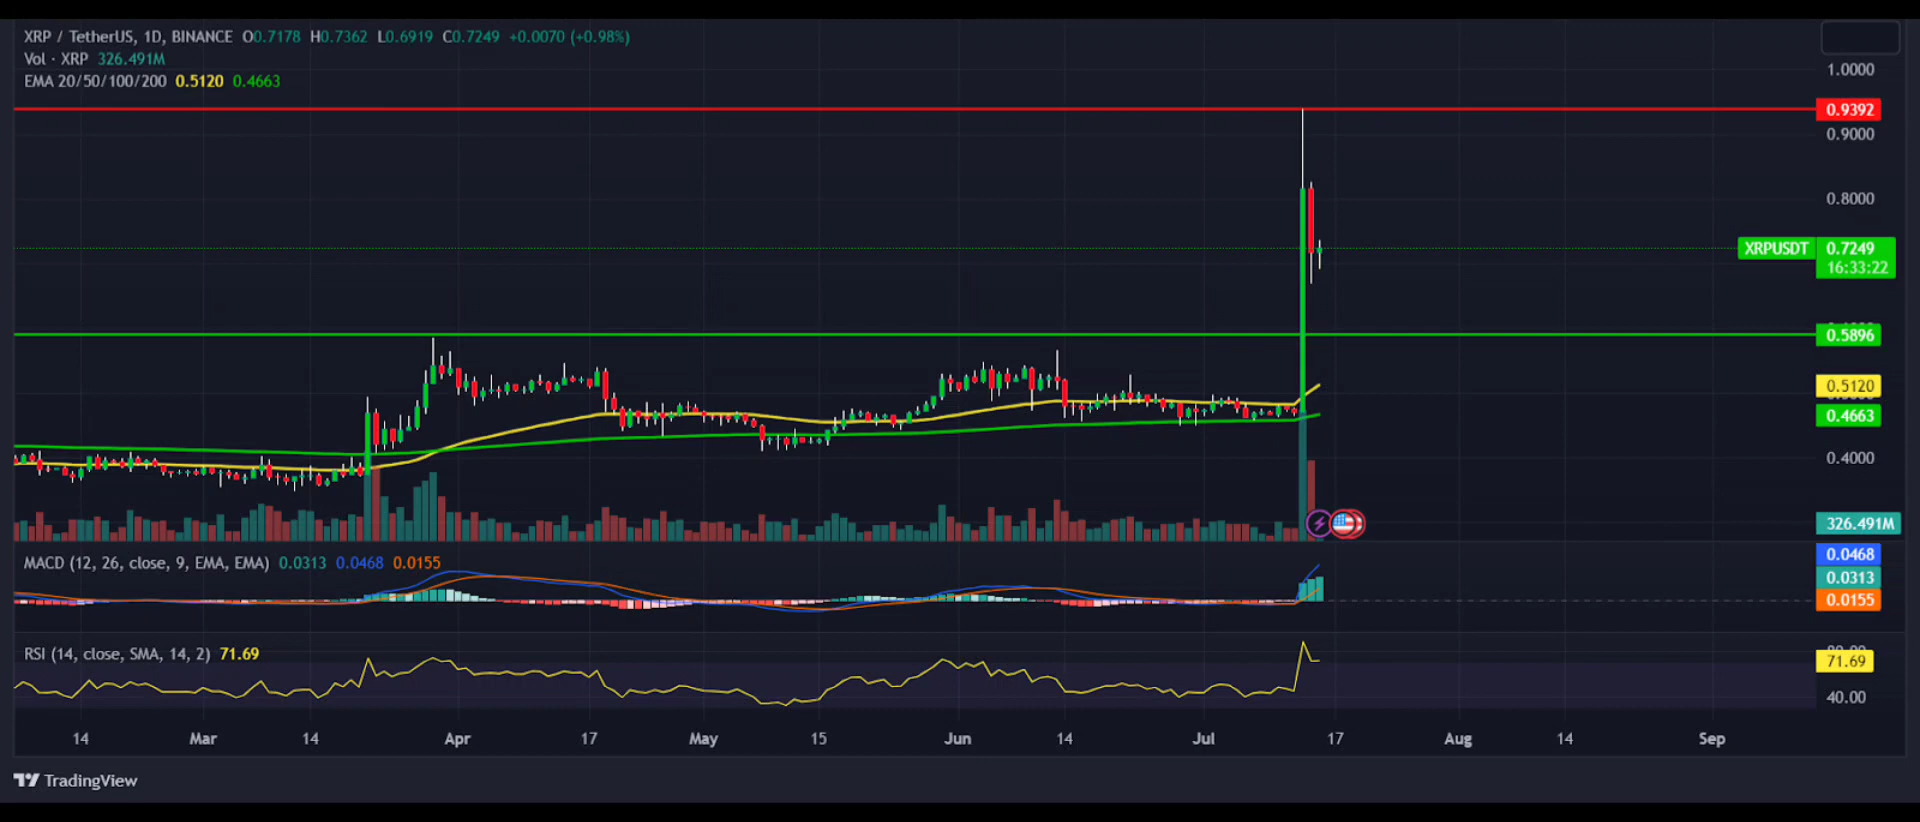 XRP / TetherUS, 1D, BINANCE O0.7178 H0.7362 L0.6919 C0.7249 +0.0070 (+0.98%)
Vol · XRP 326.491M
EMA 20/50/100/200 0.5120 0.4663
1.0000
0.9392
0.9000
0.8000
XRPUSDT 0.7249
16:33:22
0.5896
0.5120
0.4663
0.4000
326.491M
MACD (12, 26, close, 9, EMA, EMA) 0.0313 0.0468 0.0155
0.0468
0.0313
0.0155
RSI (14, close, SMA, 14, 2) 71.69
71.69
40.00
14 Mar 14 Apr 17 May 15 Jun 14 Jul 17 Aug 14 Sep
TradingView